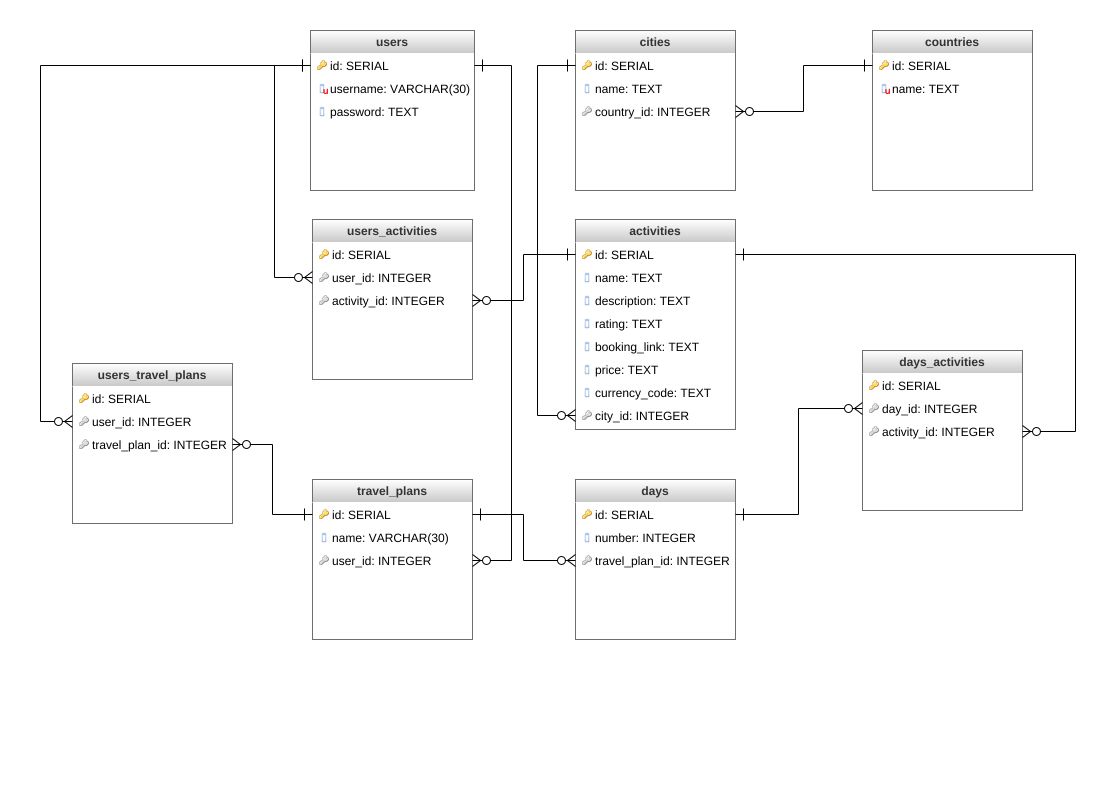 users
id: SERIAL
username: VARCHAR(30)
password: TEXT
cities
id: SERIAL
name: TEXT
country_id: INTEGER
countries
id: SERIAL
name: TEXT
users_activities
id: SERIAL
user_id: INTEGER
activity_id: INTEGER
activities
id: SERIAL
name: TEXT
description: TEXT
rating: TEXT
booking_link: TEXT
price: TEXT
currency_code: TEXT
city_id: INTEGER
days_activities
id: SERIAL
day_id: INTEGER
activity_id: INTEGER
users_travel_plans
id: SERIAL
user_id: INTEGER
travel_plan_id: INTEGER
travel_plans
id: SERIAL
name: VARCHAR(30)
user_id: INTEGER
days
id: SERIAL
number: INTEGER
travel_plan_id: INTEGER